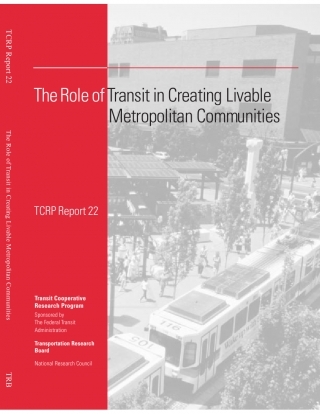 TCRP Report 22
The Role of Transit in Creating Livable Metropolitan Communities
TRB
The Role of Transit in Creating Livable
Metropolitan Communities
TCRP Report 22
Transit Cooperative
Research Program
Sponsored by
The Federal Transit
Administration
Transportation Research
Board
National Research Council